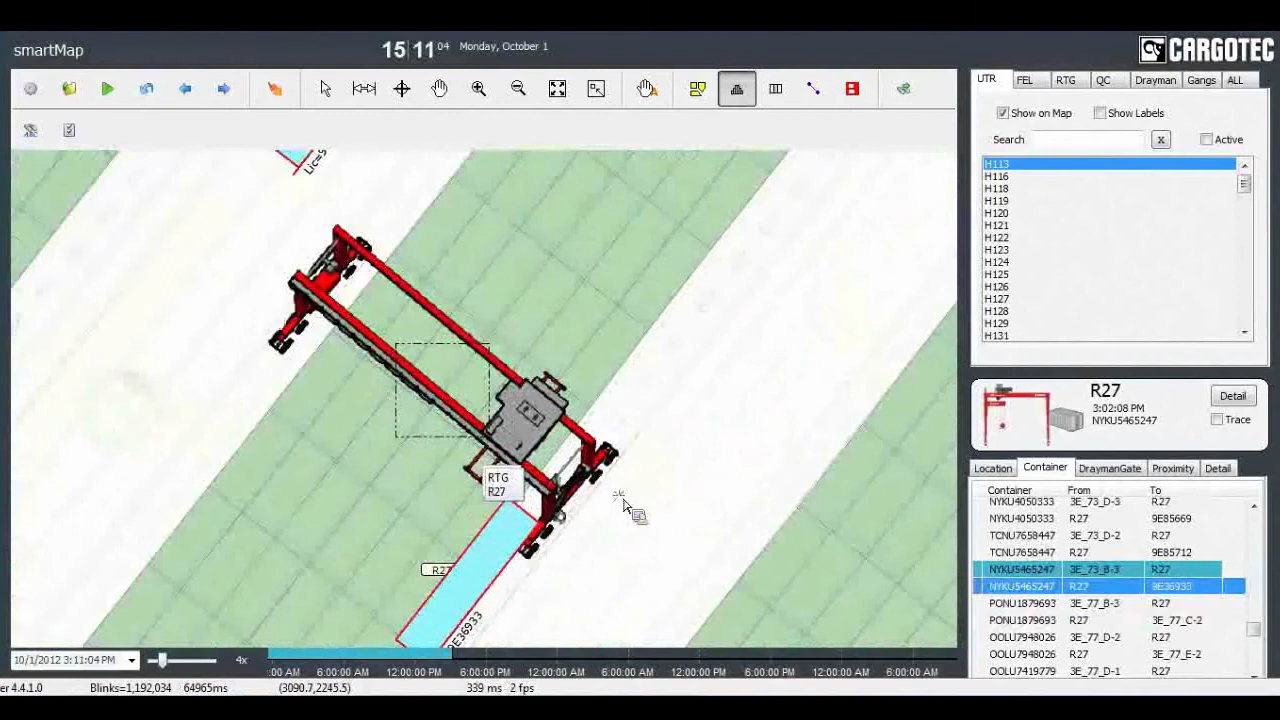 smartMap
15 11 04 Monday, October 1
CARGOTEC
UTR FEL RTG QC Drayman Gangs ALL
Show on Map Show Labels
Search x Active
H113
H116
H118
H119
H120
H121
H122
H123
H124
H125
H126
H127
H128
H129
H131
R27
3:02:08 PM
NYKU5465247
Detail
Trace
Location Container DraymanGate Proximity Detail
Container From To
NYKU4050333 3E_73_D-3 R27
NYKU4050333 R27 9E85669
TCNU7658447 3E_73_D-2 R27
TCNU7658447 R27 9E85712
NYKU5465247 3E_73_B-3 R27
NYKU5465247 R27 9E36933
PONU1879693 3E_77_B-3 R27
PONU1879693 R27 3E_77_C-2
OOLU7948026 3E_77_D-2 R27
OOLU7948026 R27 3E_77_E-2
OOLU7419779 3E_77_D-1 R27
RTG
R27
R27
9E36933
10/1/2012 3:11:04 PM 4x
:00 AM 6:00:00 AM 12:00:00 PM 6:00:00 PM 12:00:00 AM 6:00:00 AM 12:00:00 PM 6:00:00 PM 12:00:00 AM 6:00:00 AM
er 4.4.1.0 Blinks=1,192,034 64965ms (3090.7,2245.5) 339 ms 2 fps